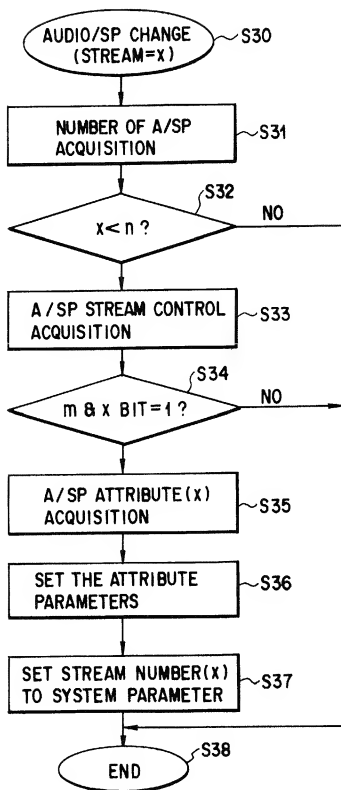 AUDIO/SP CHANGE
(STREAM=x)
S30
NUMBER OF A/SP
ACQUISITION
S31
S32
x<n?
NO
A/SP STREAM CONTROL
ACQUISITION
S33
S34
m & x BIT=1?
NO
A/SP ATTRIBUTE(x)
ACQUISITION
S35
SET THE ATTRIBUTE
PARAMETERS
S36
SET STREAM NUMBER(x)
TO SYSTEM PARAMETER
S37
END
S38